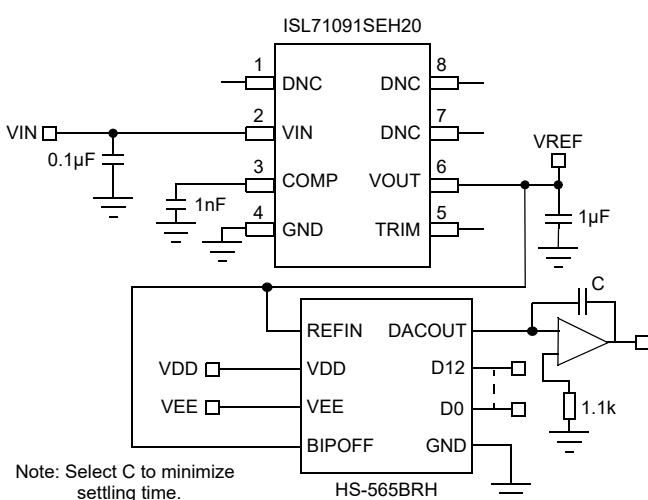 ISL71091SEH20
1
DNC
8
DNC
2
VIN
7
DNC
VIN
0.1µF
3
COMP
6
VOUT
VREF
1nF
4
GND
5
TRIM
1µF
C
REFIN
DACOUT
VDD
VDD
D12
VEE
VEE
D0
1.1k
BIPOFF
GND
HS-565BRH
Note: Select C to minimize
settling time.